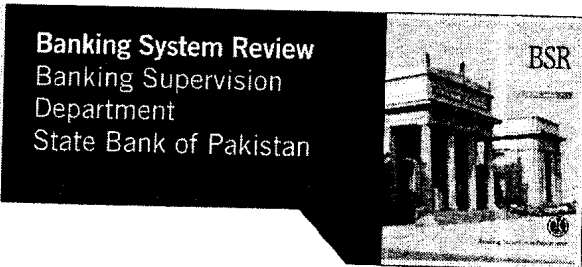 Banking System Review
Banking Supervision
Department
State Bank of Pakistan
BSR